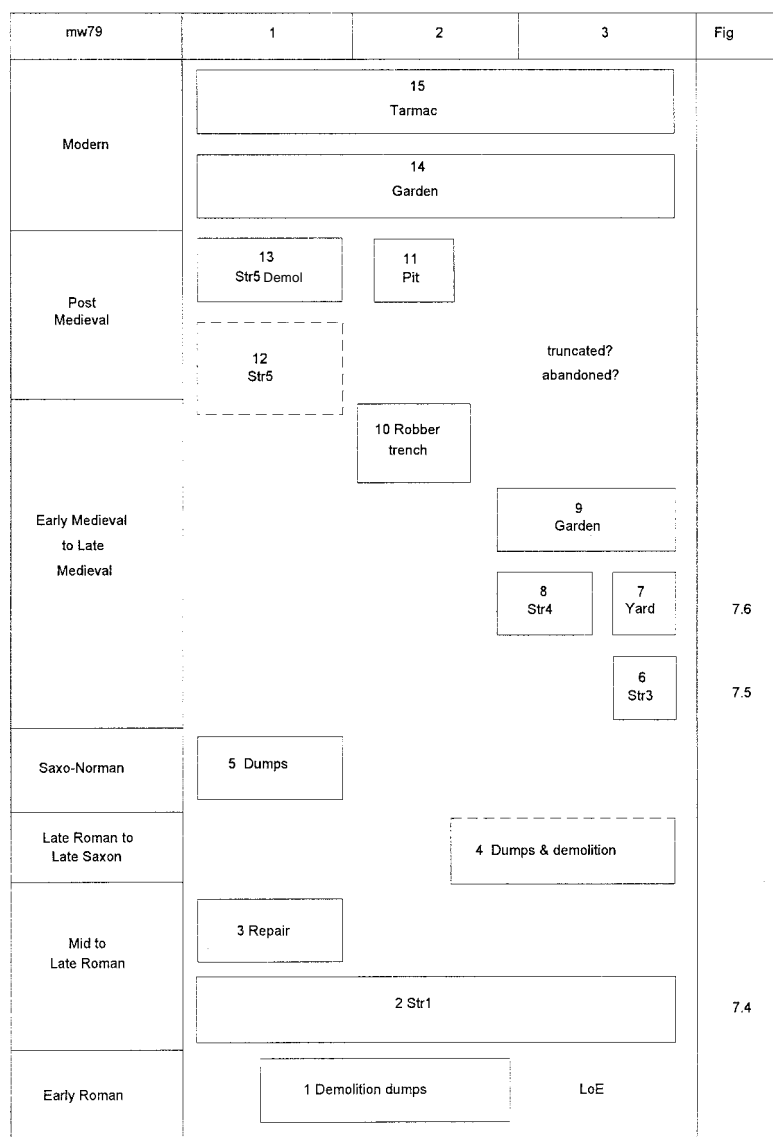 mw79 1 2 3 Fig
15
Tarmac
Modern
14
Garden
13
Str5 Demol
11
Pit
Post
Medieval
12
Str5
truncated?
abandoned?
10 Robber
trench
9
Garden
Early Medieval
to Late
Medieval
8
Str4
7
Yard
7.6
6
Str3
7.5
Saxo-Norman
5 Dumps
Late Roman to
Late Saxon
4 Dumps & demolition
3 Repair
Mid to
Late Roman
2 Str1
7.4
Early Roman
1 Demolition dumps
LoE